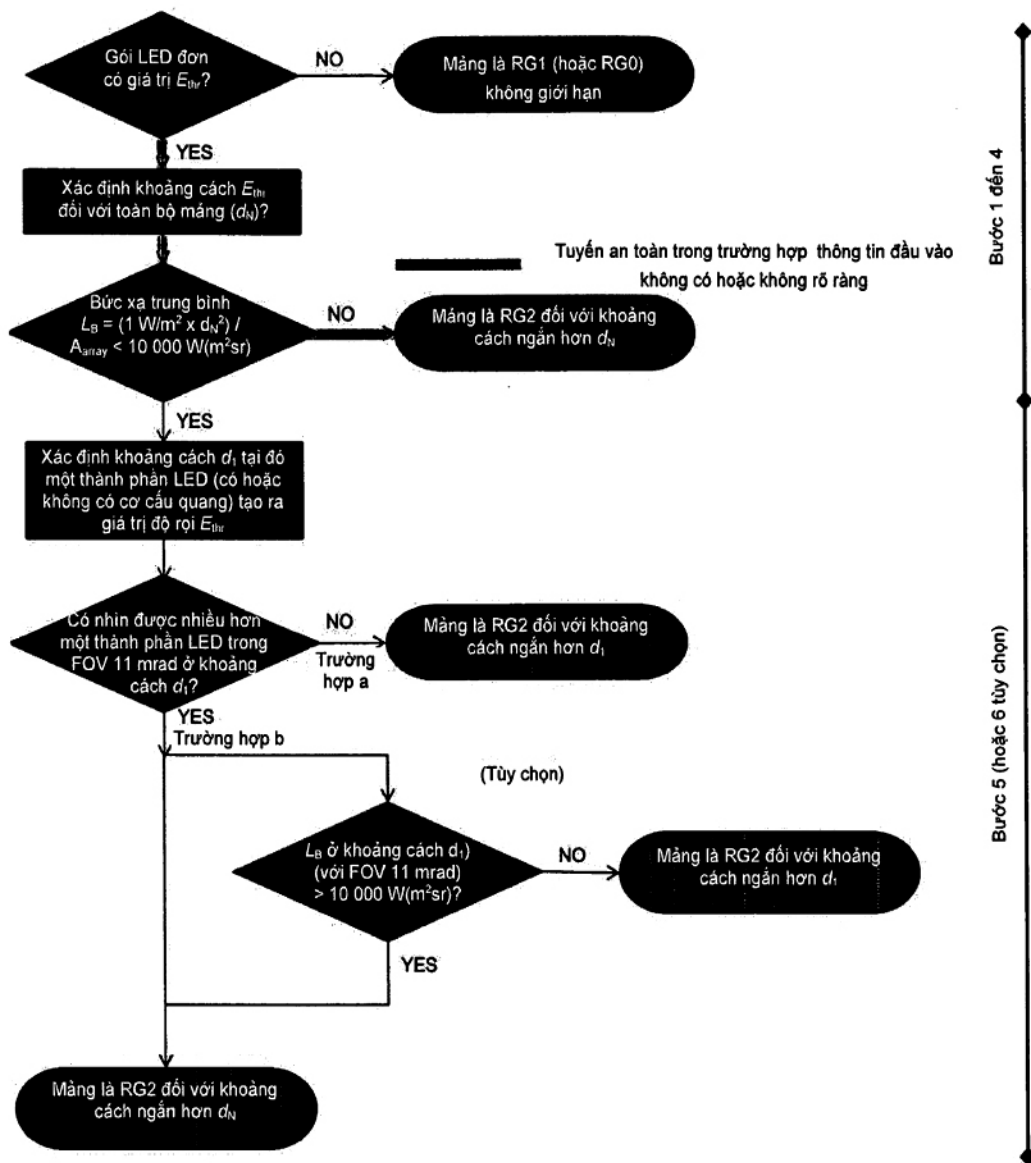 Gói LED đơn
có giá trị Ethr?
NO
Mảng là RG1 (hoặc RG0)
không giới hạn
YES
Xác định khoảng cách Ethr
đối với toàn bộ máng (dN)?
Tuyến an toàn trong trường hợp thông tin đầu vào
không có hoặc không rõ ràng
Bức xạ trung bình
LB = (1 W/m² x dN²) /
Aarray < 10 000 W(m²sr)
NO
Mảng là RG2 đối với khoảng
cách ngắn hơn dN
Bước 1 đến 4
YES
Xác định khoảng cách d1 tại đó
một thành phần LED (có hoặc
không có cơ cấu quang) tạo ra
giá trị độ rọi Ethr
Có nhìn được nhiều hơn
một thành phần LED trong
FOV 11 mrad ở khoảng
cách d1?
NO
Trường
hợp a
Mảng là RG2 đối với khoảng
cách ngắn hơn d1
YES
Trường hợp b
(Tùy chọn)
LB ở khoảng cách d1)
(với FOV 11 mrad)
> 10 000 W(m²sr)?
NO
Mảng là RG2 đối với khoảng
cách ngắn hơn d1
YES
Mảng là RG2 đối với khoảng
cách ngắn hơn dN
Bước 5 (hoặc 6 tùy chọn)